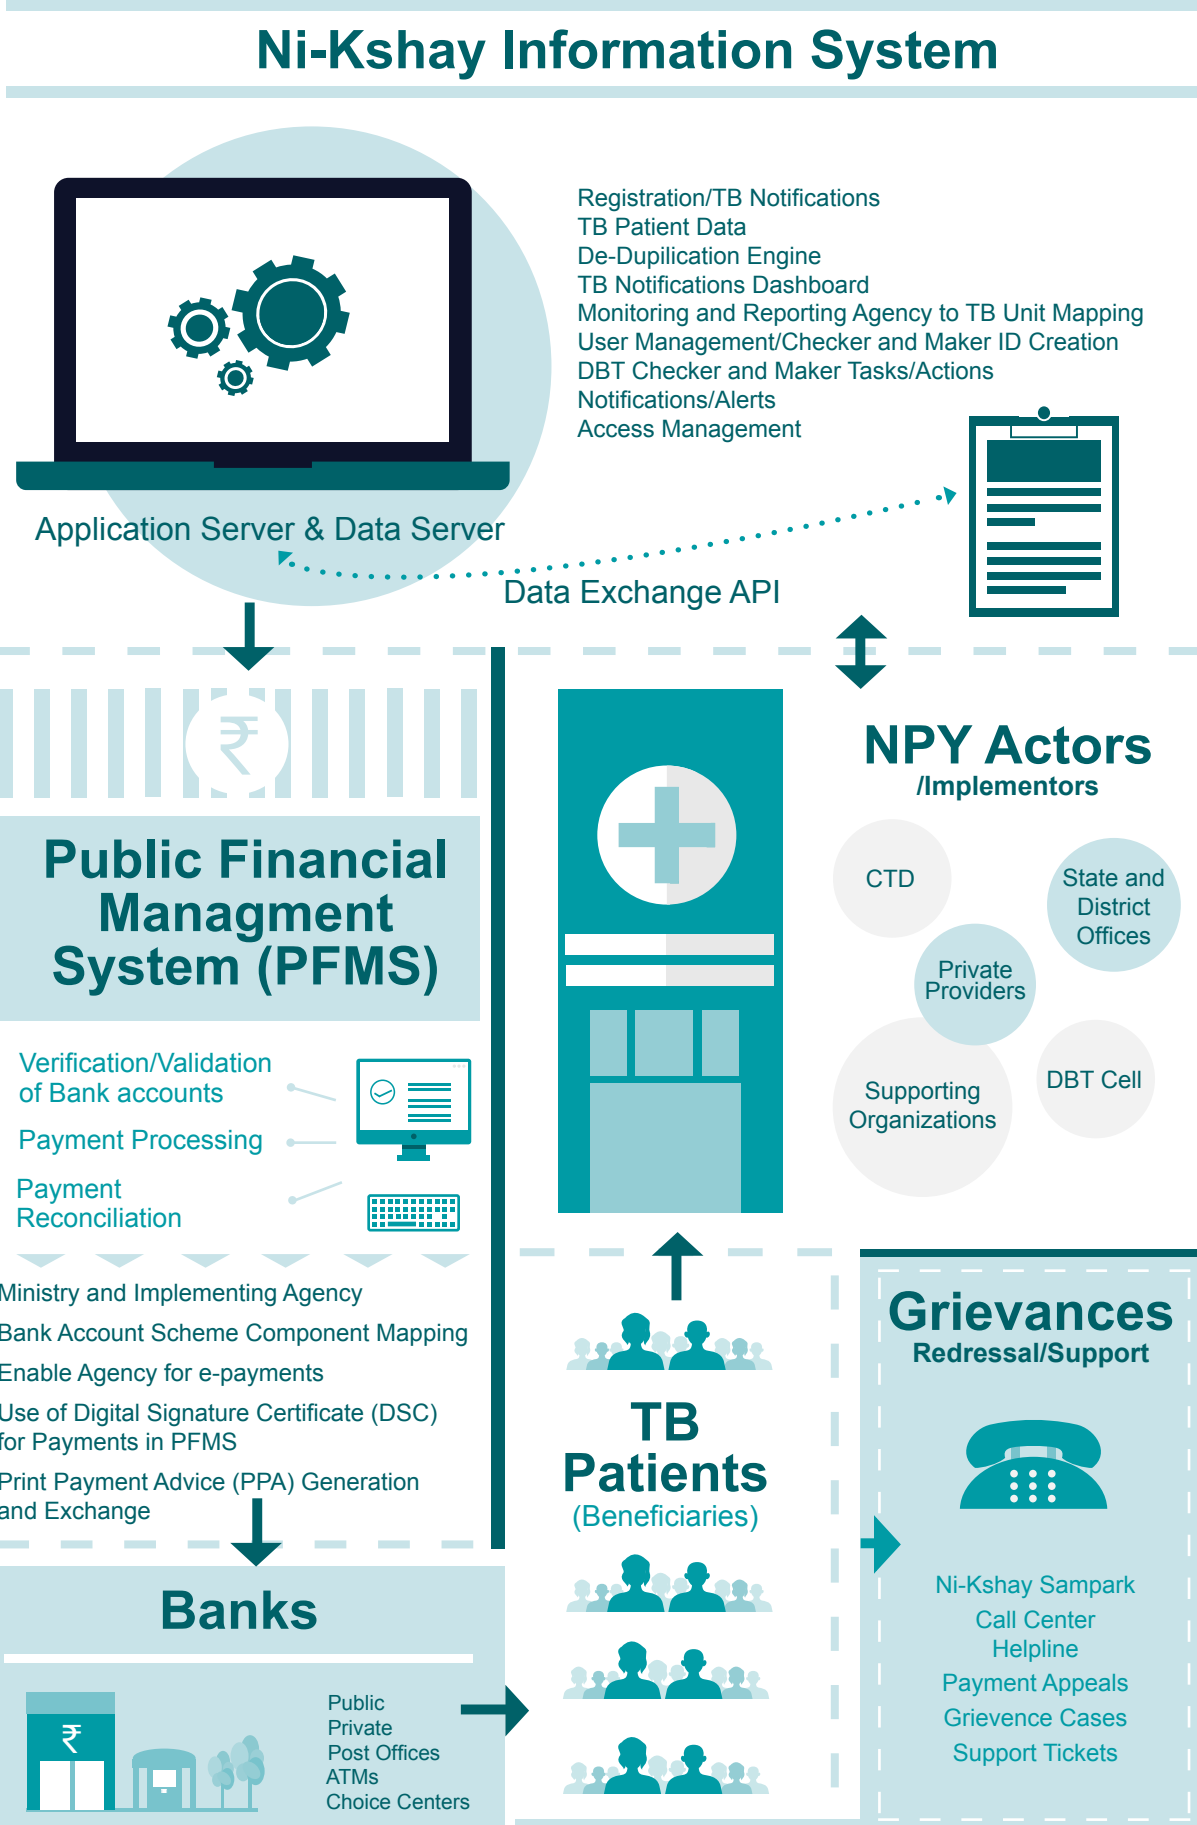 Ni-Kshay Information System
Registration/TB Notifications
TB Patient Data
De-Dupilication Engine
TB Notifications Dashboard
Monitoring and Reporting Agency to TB Unit Mapping
User Management/Checker and Maker ID Creation
DBT Checker and Maker Tasks/Actions
Notifications/Alerts
Access Management
Application Server & Data Server
Data Exchange API
₹
Public Financial
Managment
System (PFMS)
Verification/Validation
of Bank accounts
Payment Processing
Payment
Reconciliation
Ministry and Implementing Agency
Bank Account Scheme Component Mapping
Enable Agency for e-payments
Use of Digital Signature Certificate (DSC)
for Payments in PFMS
Print Payment Advice (PPA) Generation
and Exchange
Banks
₹
Public
Private
Post Offices
ATMs
Choice Centers
NPY Actors
/Implementors
CTD
State and
District
Offices
Private
Providers
Supporting
Organizations
DBT Cell
TB
Patients
(Beneficiaries)
Grievances
Redressal/Support
Ni-Kshay Sampark
Call Center
Helpline
Payment Appeals
Grievence Cases
Support Tickets